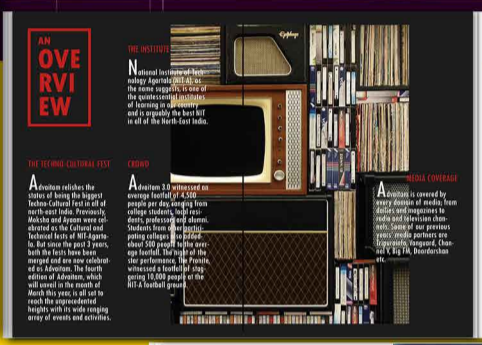 AN
OVE
RVI
EW
THE INSTITUTE
National Institute of Tech-
nology Agartala (NIT-A), as
the name suggests, is one of
the quintessential institutes
of learning in our country
and is arguably the best NIT
in all of the North-East India.
THE TECHNO-CULTURAL FEST
Advaitam relishes the
status of being the biggest
Techno-Cultural Fest in all of
north-east India. Previously,
Moksha and Aayam were cel-
ebrated as the Cultural and
Technical fests of NIT-Agarta-
la. But since the past 3 years,
both the fests have been
merged and are now celebrat-
ed as Advaitam. The fourth
edition of Advaitam, which
will unveil in the month of
March this year, is all set to
reach the unprecedented
heights with its wide ranging
array of events and activities.
CROWD
Advaitam 3.0 witnessed an
average footfall of 4,500
people per day, ranging from
college students, local resi-
dents, professors and alumni.
Students from other partici-
pating colleges also added
about 500 people to the aver-
age footfall. The night of the
star performance, The Pronite,
witnessed a footfall of stag-
garing 10,000 people at the
NIT-A football ground.
MEDIA COVERAGE
Advaitam is covered by
every domain of media; from
dailies and magazines to
radio and television chan-
nels. Some of our previous
years' media partners are
Tripurainfo, Vanguard, Chan-
nel V, Big FM, Doordarshan
etc.
Epiphone